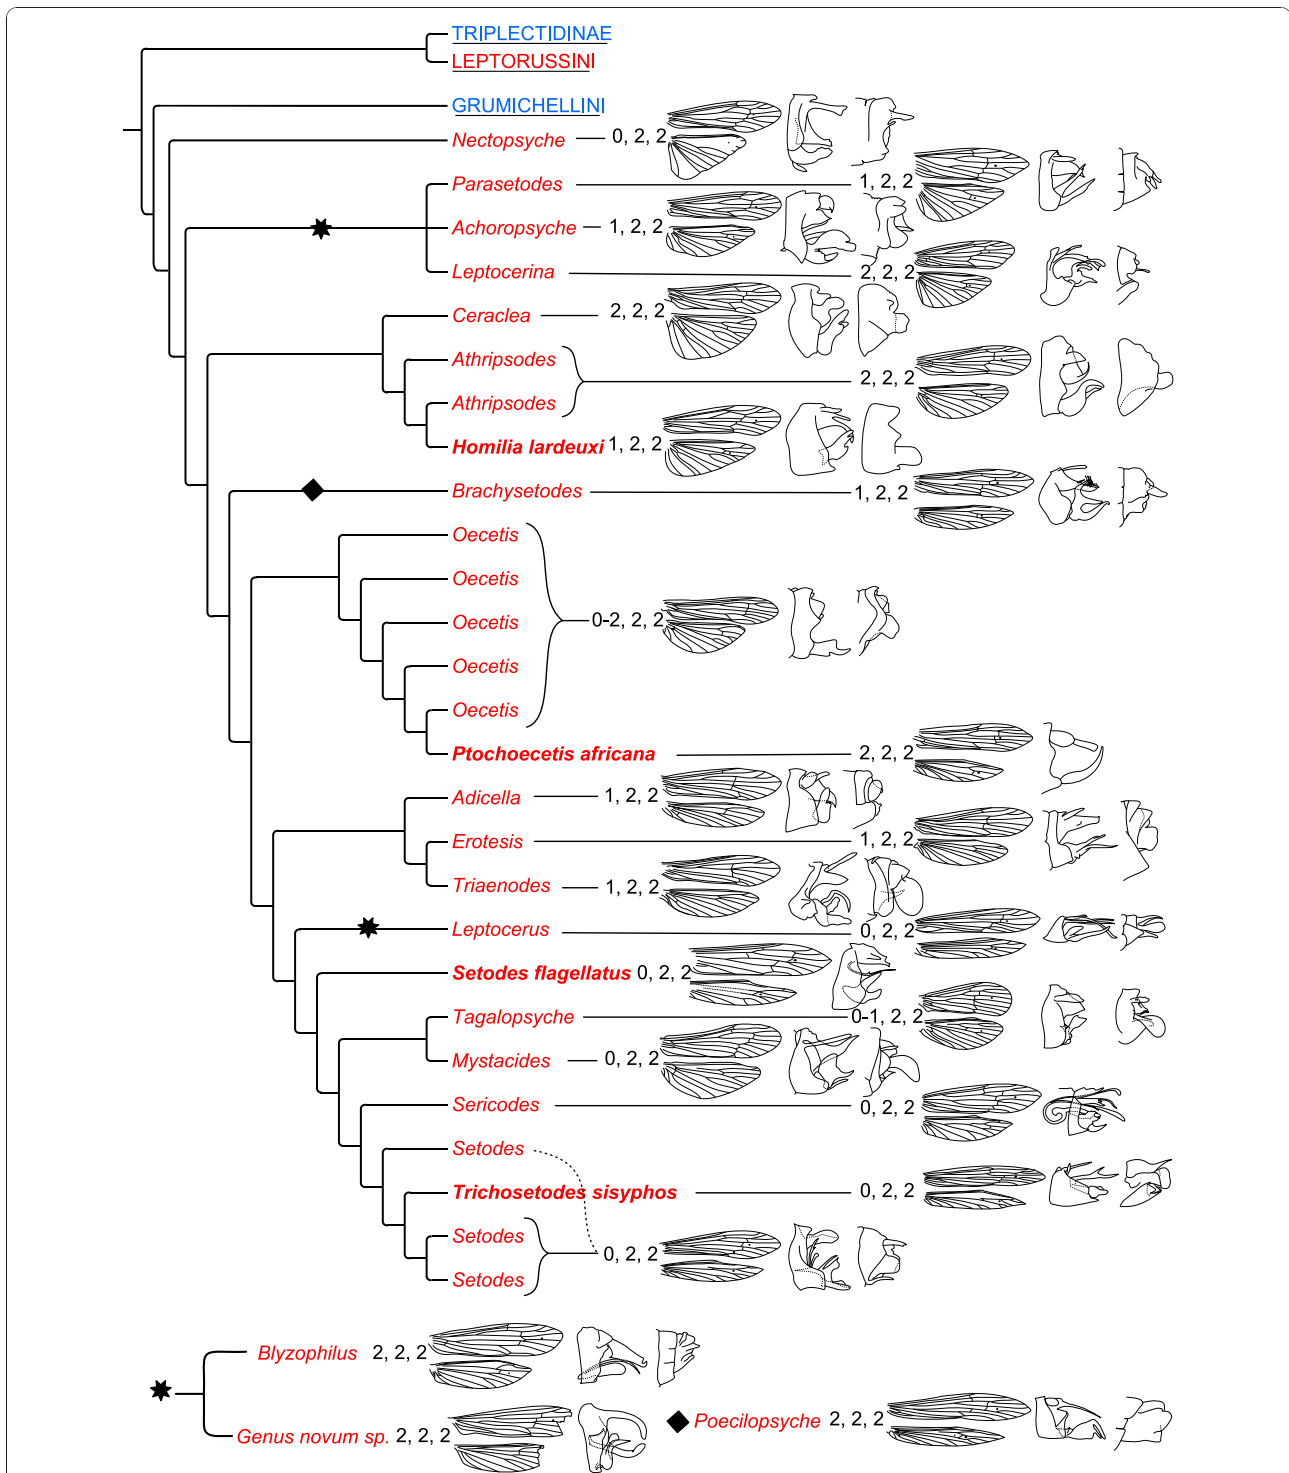 TRIPLECTIDINAE
LEPTORUSSINI
GRUMICHELLINI
Nectopsyche 0, 2, 2
Parasetodes 1, 2, 2
Achoropsyche 1, 2, 2
Leptocerina 2, 2, 2
Ceraclea 2, 2, 2
Athripsodes
2, 2, 2
Athripsodes
Homilia lardeuxi 1, 2, 2
Brachysetodes 1, 2, 2
Oecetis
Oecetis
Oecetis 0-2, 2, 2
Oecetis
Oecetis
Ptochoecetis africana 2, 2, 2
Adicella 1, 2, 2
Erotesis 1, 2, 2
Triaenodes 1, 2, 2
Leptocerus 0, 2, 2
Setodes flagellatus 0, 2, 2
Tagalopsyche 0-1, 2, 2
Mystacides 0, 2, 2
Sericodes 0, 2, 2
Setodes
Trichosetodes sisyphos 0, 2, 2
Setodes
0, 2, 2
Setodes
Blyzophilus 2, 2, 2
Genus novum sp. 2, 2, 2
Poecilopsyche 2, 2, 2